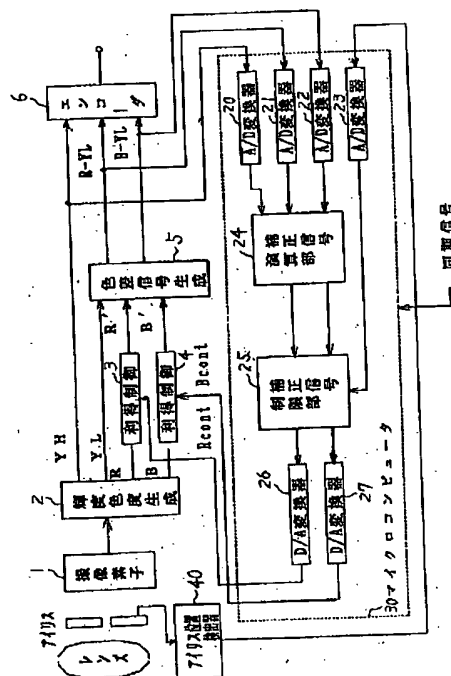 レンズ
アイリス
1
撮像素子
40
アイリス位置
検出器
2
輝度色度生成
YH
YL
R
B
3
利得制御
4
利得制御
R'
B'
Rcont
Bcont
5
色差信号生成
R-YL
B-YL
6
エンコーダ
20
A/D変換器
21
A/D変換器
22
A/D変換器
23
A/D変換器
24
補正信号
演算部
25
補正信号
制限部
26
D/A変換器
27
D/A変換器
30マイクロコンピュータ
同期信号